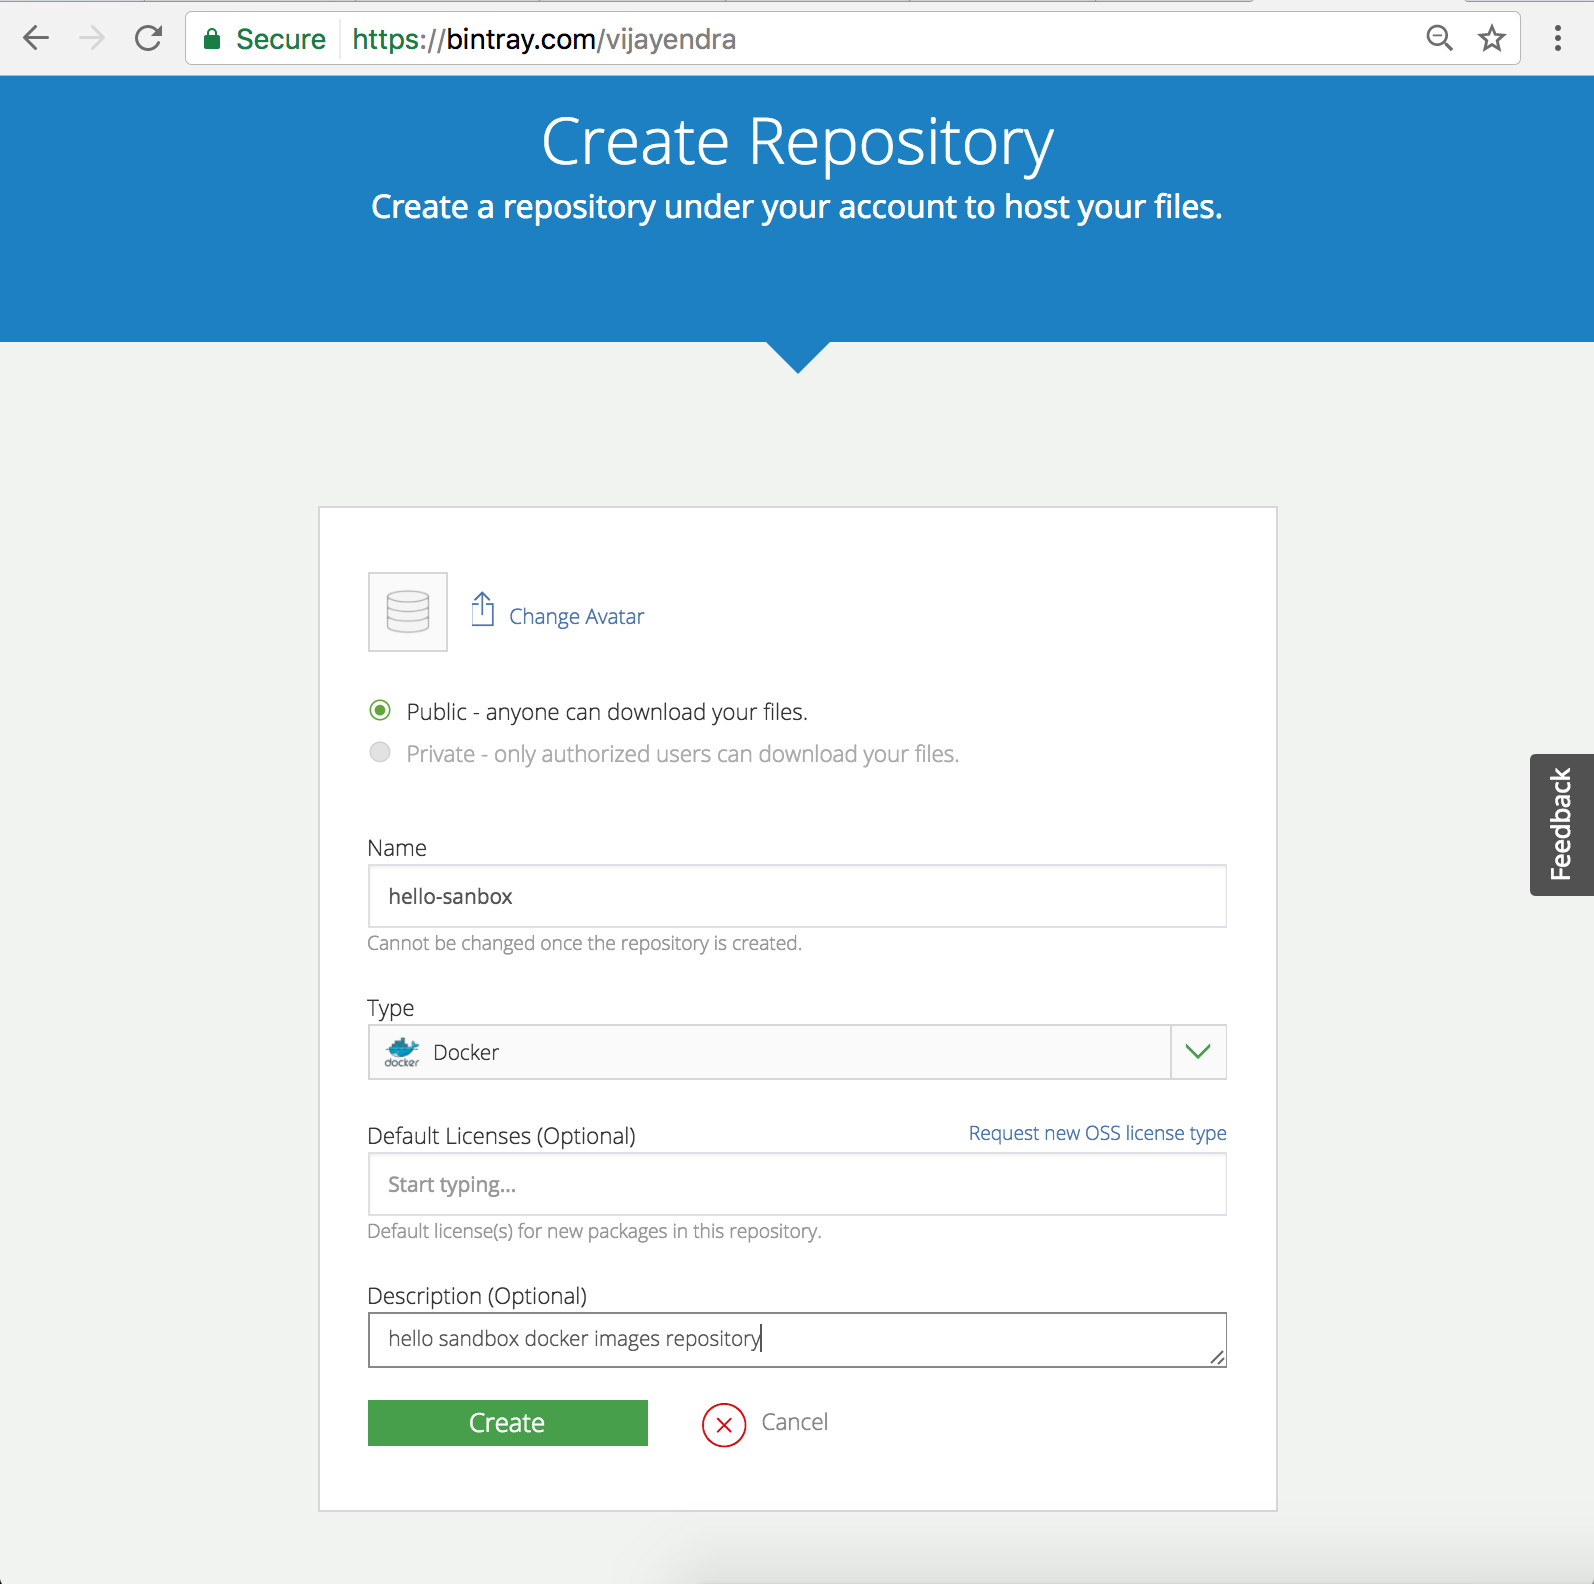 Secure https://bintray.com/vijayendra
Create Repository
Create a repository under your account to host your files.
Change Avatar
Public - anyone can download your files.
Private - only authorized users can download your files.
Feedback
Name
hello-sanbox
Cannot be changed once the repository is created.
Type
docker Docker
Default Licenses (Optional) Request new OSS license type
Start typing...
Default license(s) for new packages in this repository.
Description (Optional)
hello sandbox docker images repository
Create Cancel